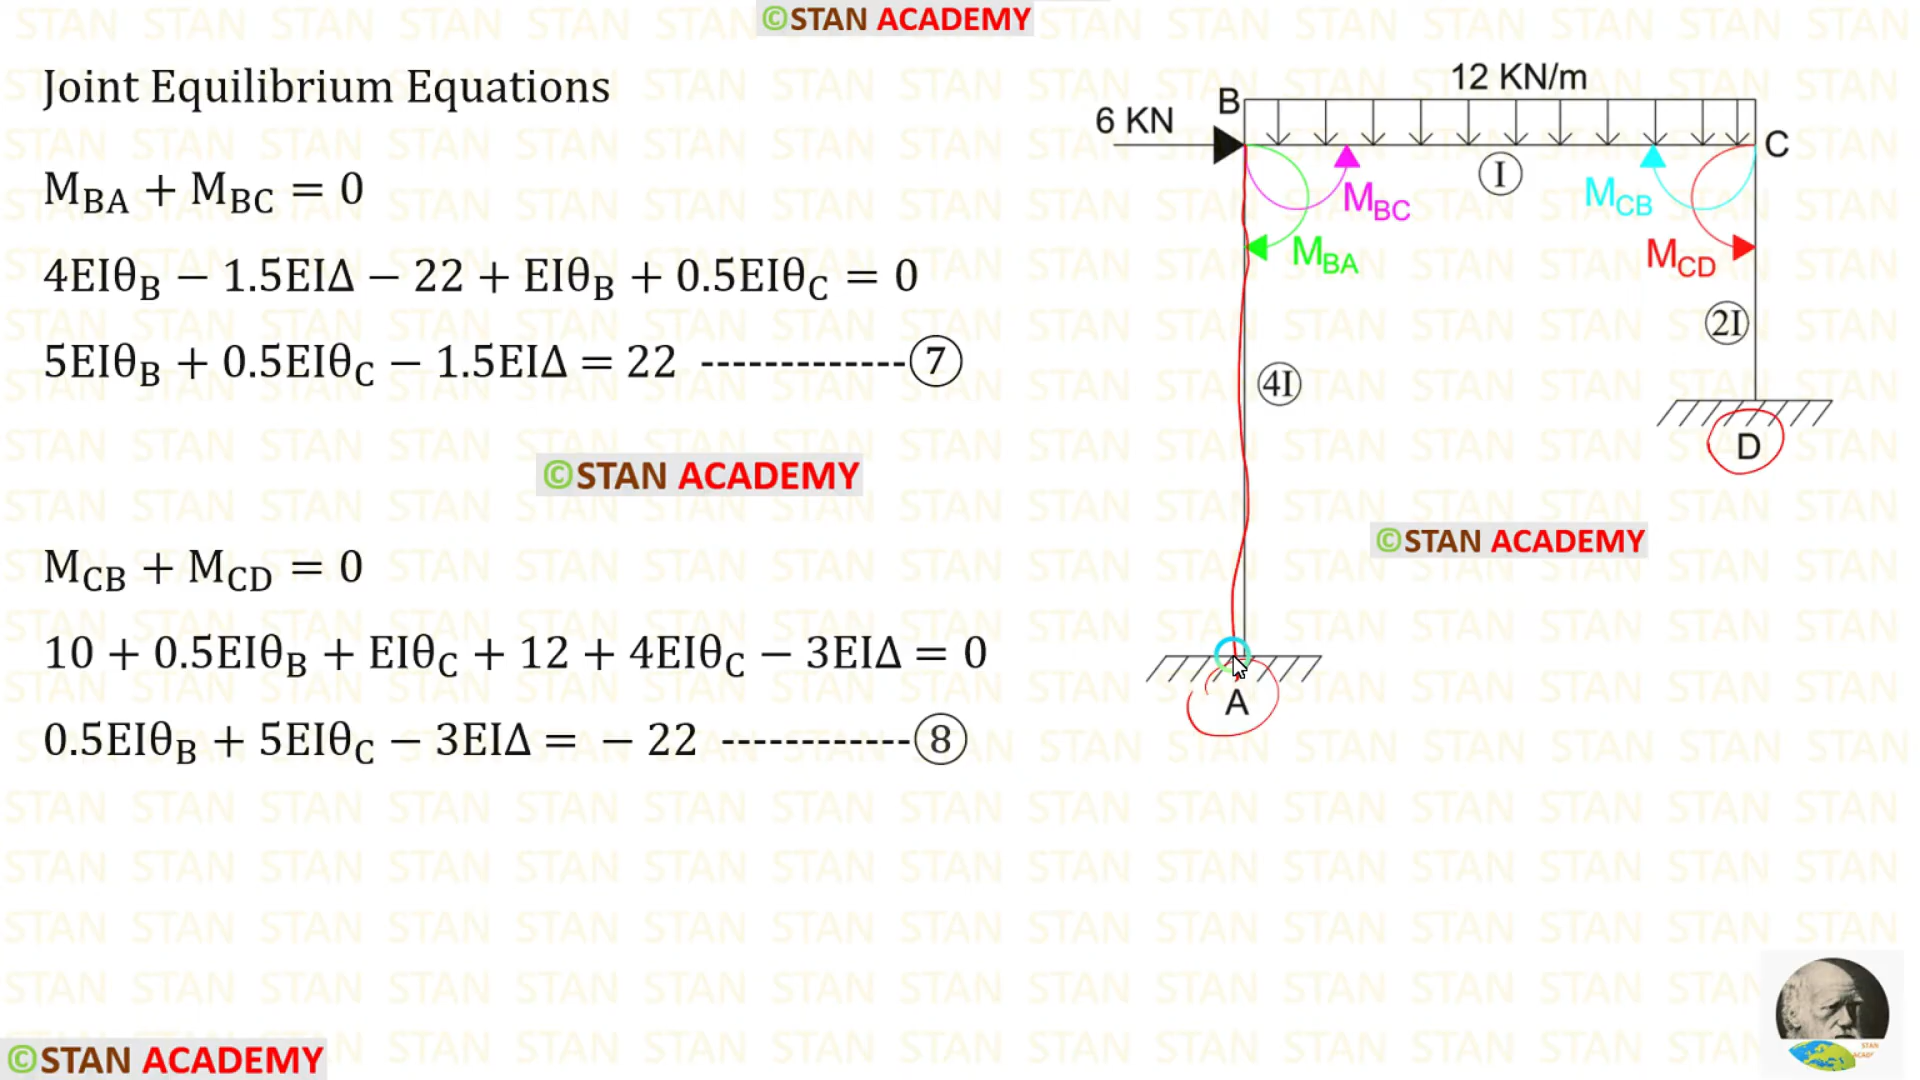 ©STAN ACADEMY
Joint Equilibrium Equations
M_BA + M_BC = 0
4EIθ_B − 1.5EIΔ − 22 + EIθ_B + 0.5EIθ_C = 0
5EIθ_B + 0.5EIθ_C − 1.5EIΔ = 22 -------------⑦
©STAN ACADEMY
M_CB + M_CD = 0
10 + 0.5EIθ_B + EIθ_C + 12 + 4EIθ_C − 3EIΔ = 0
0.5EIθ_B + 5EIθ_C − 3EIΔ = − 22 ------------⑧
12 KN/m
B
6 KN
C
I
M_BC
M_CB
M_BA
M_CD
2I
4I
D
©STAN ACADEMY
A
©STAN ACADEMY